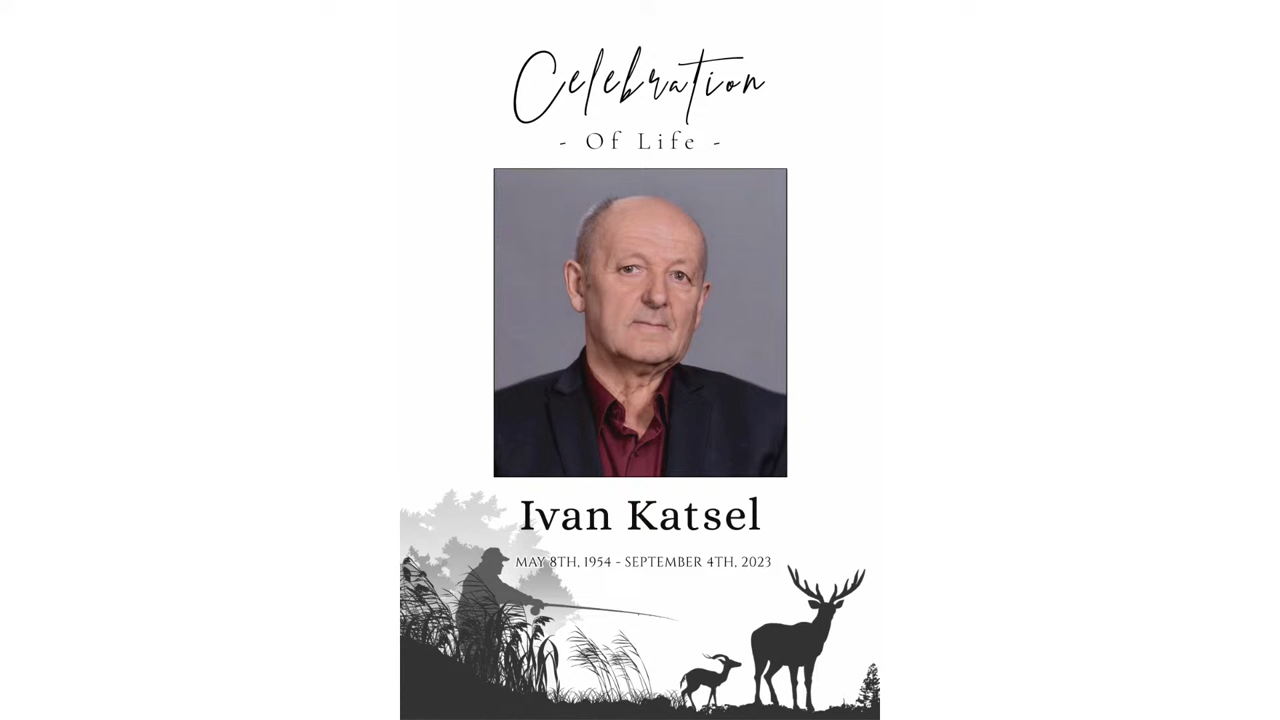 Celebration
- Of Life -
Ivan Katsel
MAY 8TH, 1954 - SEPTEMBER 4TH, 2023